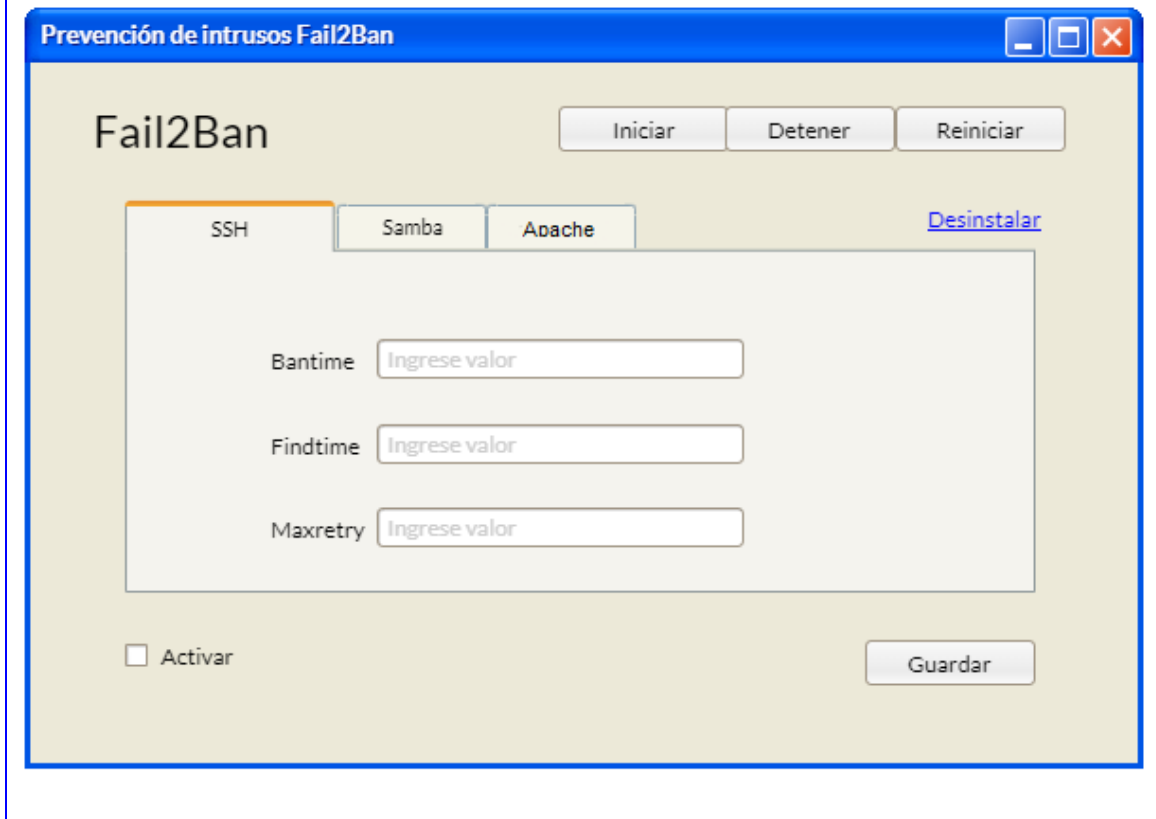 Prevención de intrusos Fail2Ban
Fail2Ban
Iniciar Detener Reiniciar
SSH Samba Apache Desinstalar
Bantime Ingrese valor
Findtime Ingrese valor
Maxretry Ingrese valor
Activar Guardar